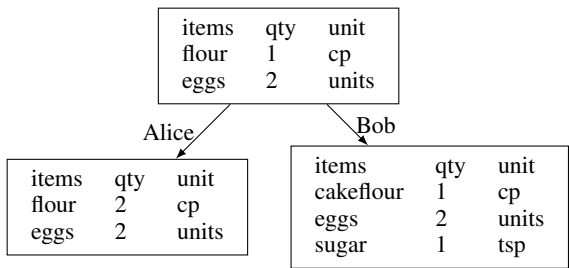 items qty unit
flour 1 cp
eggs 2 units
Alice
Bob
items qty unit
flour 2 cp
eggs 2 units
items qty unit
cakeflour 1 cp
eggs 2 units
sugar 1 tsp